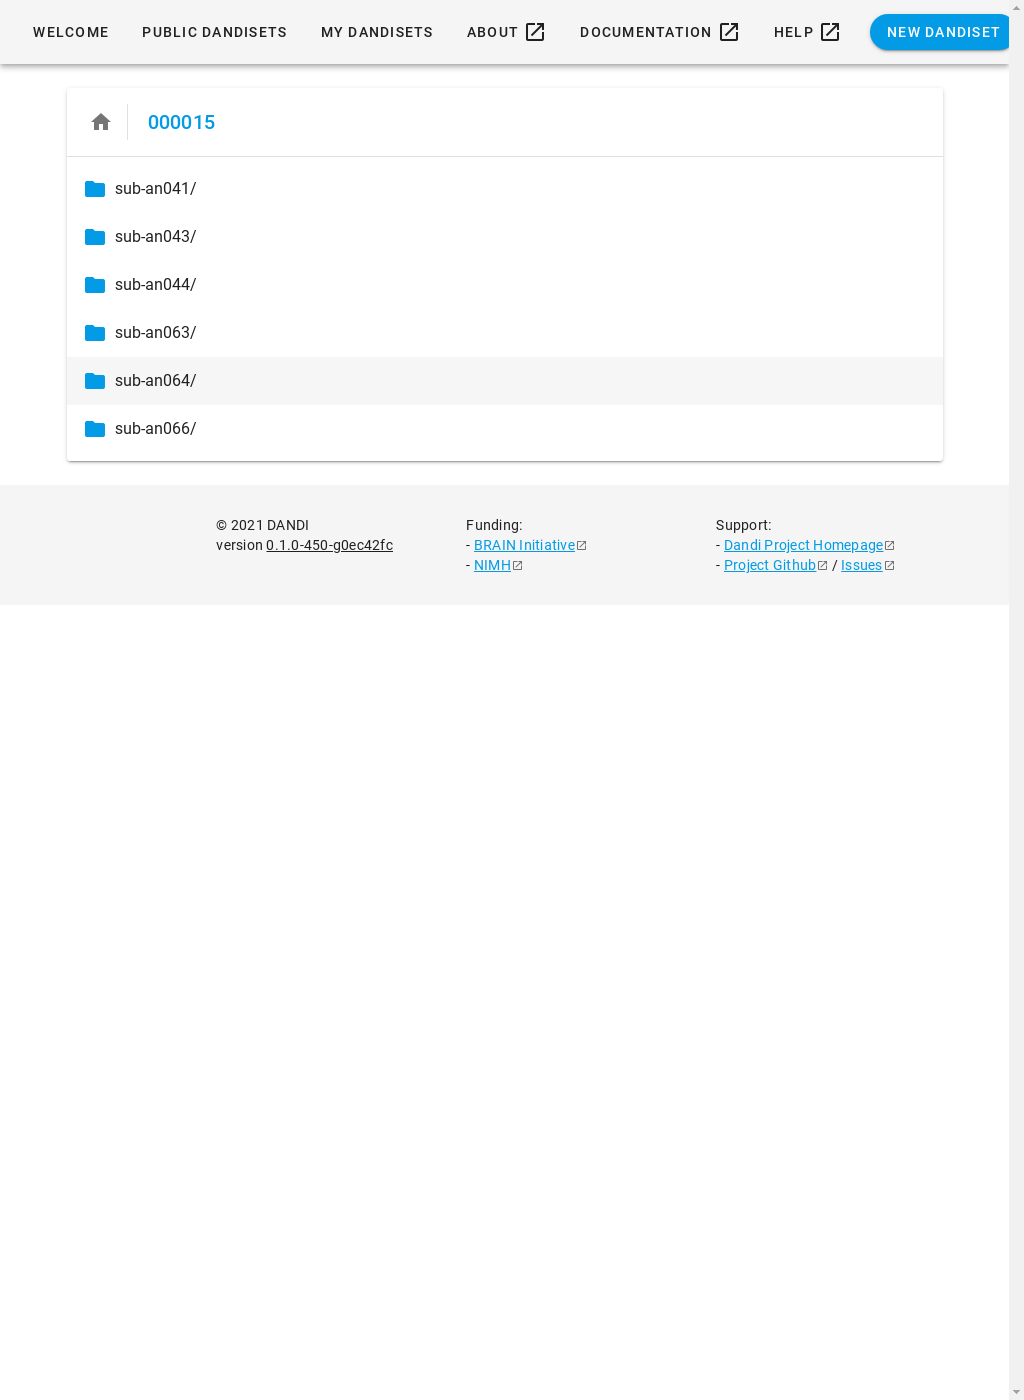 WELCOME PUBLIC DANDISETS MY DANDISETS ABOUT DOCUMENTATION HELP NEW DANDISET
000015
sub-an041/
sub-an043/
sub-an044/
sub-an063/
sub-an064/
sub-an066/
© 2021 DANDI
version 0.1.0-450-g0ec42fc
Funding:
- BRAIN Initiative
- NIMH
Support:
- Dandi Project Homepage
- Project Github / Issues